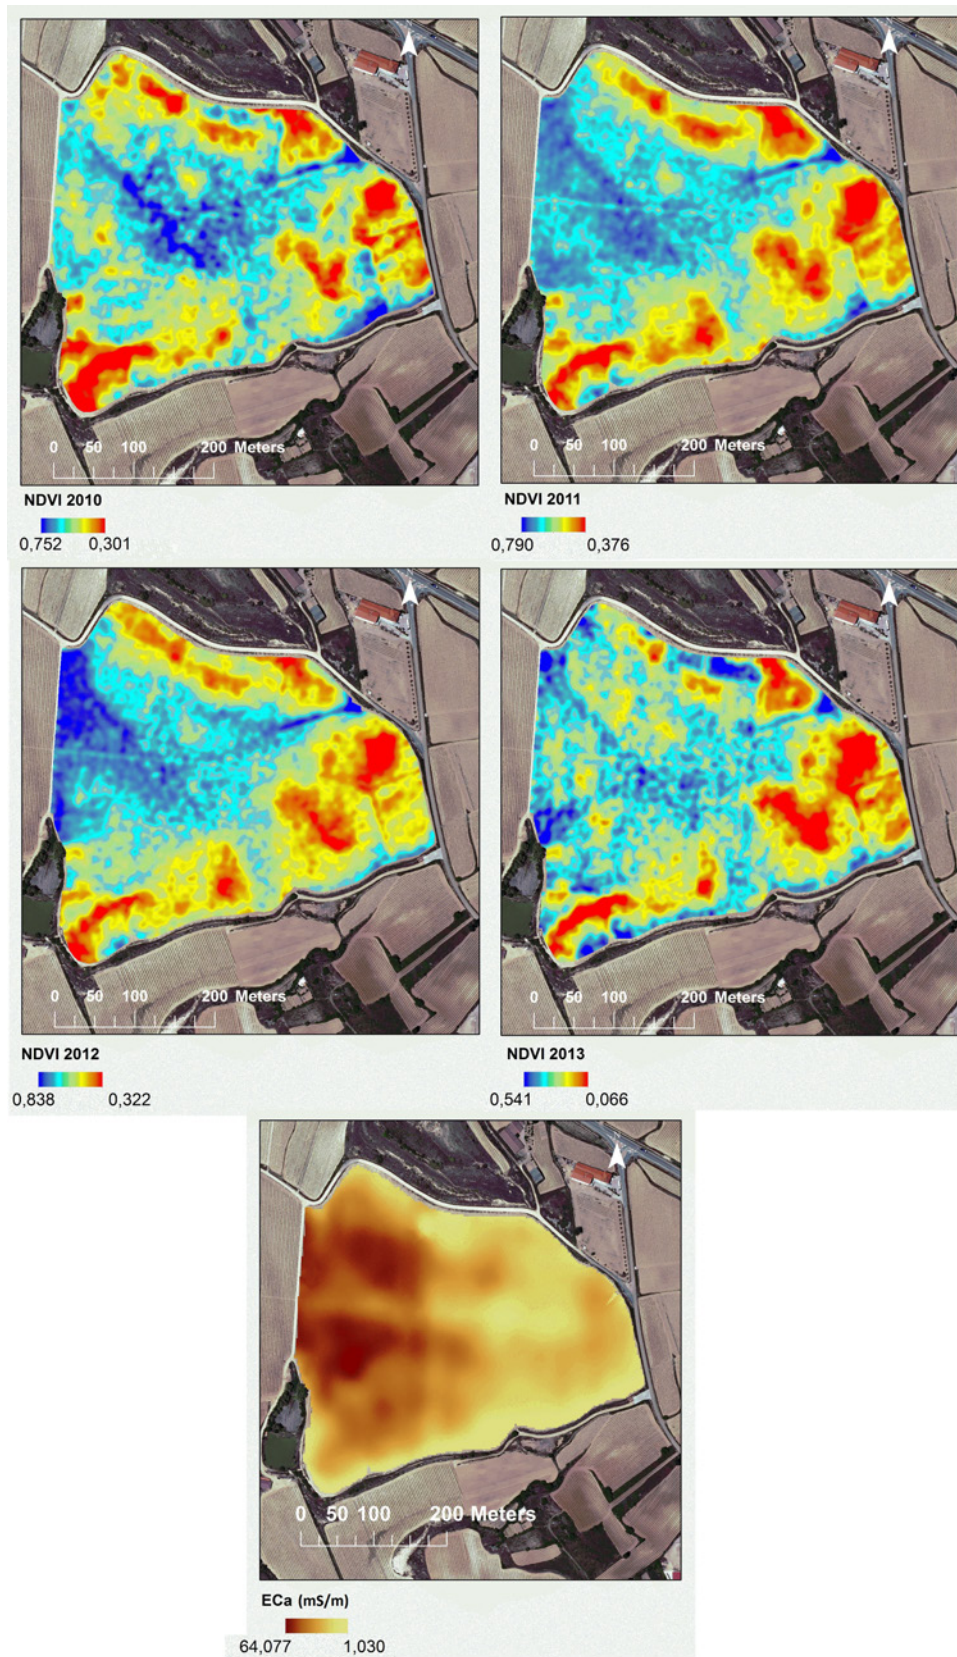 0 50 100 200 Meters
NDVI 2010
0,752 0,301
0 50 100 200 Meters
NDVI 2011
0,790 0,376
0 50 100 200 Meters
NDVI 2012
0,838 0,322
0 50 100 200 Meters
NDVI 2013
0,541 0,066
0 50 100 200 Meters
ECa (mS/m)
64,077 1,030